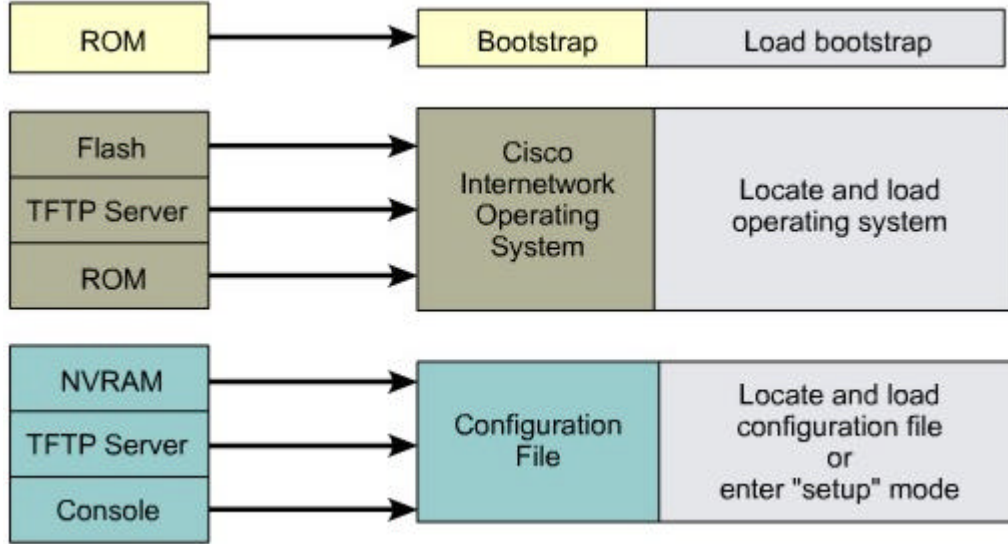 ROM
Bootstrap
Load bootstrap
Flash
TFTP Server
ROM
Cisco
Internetwork
Operating
System
Locate and load
operating system
NVRAM
TFTP Server
Console
Configuration
File
Locate and load
configuration file
or
enter "setup" mode